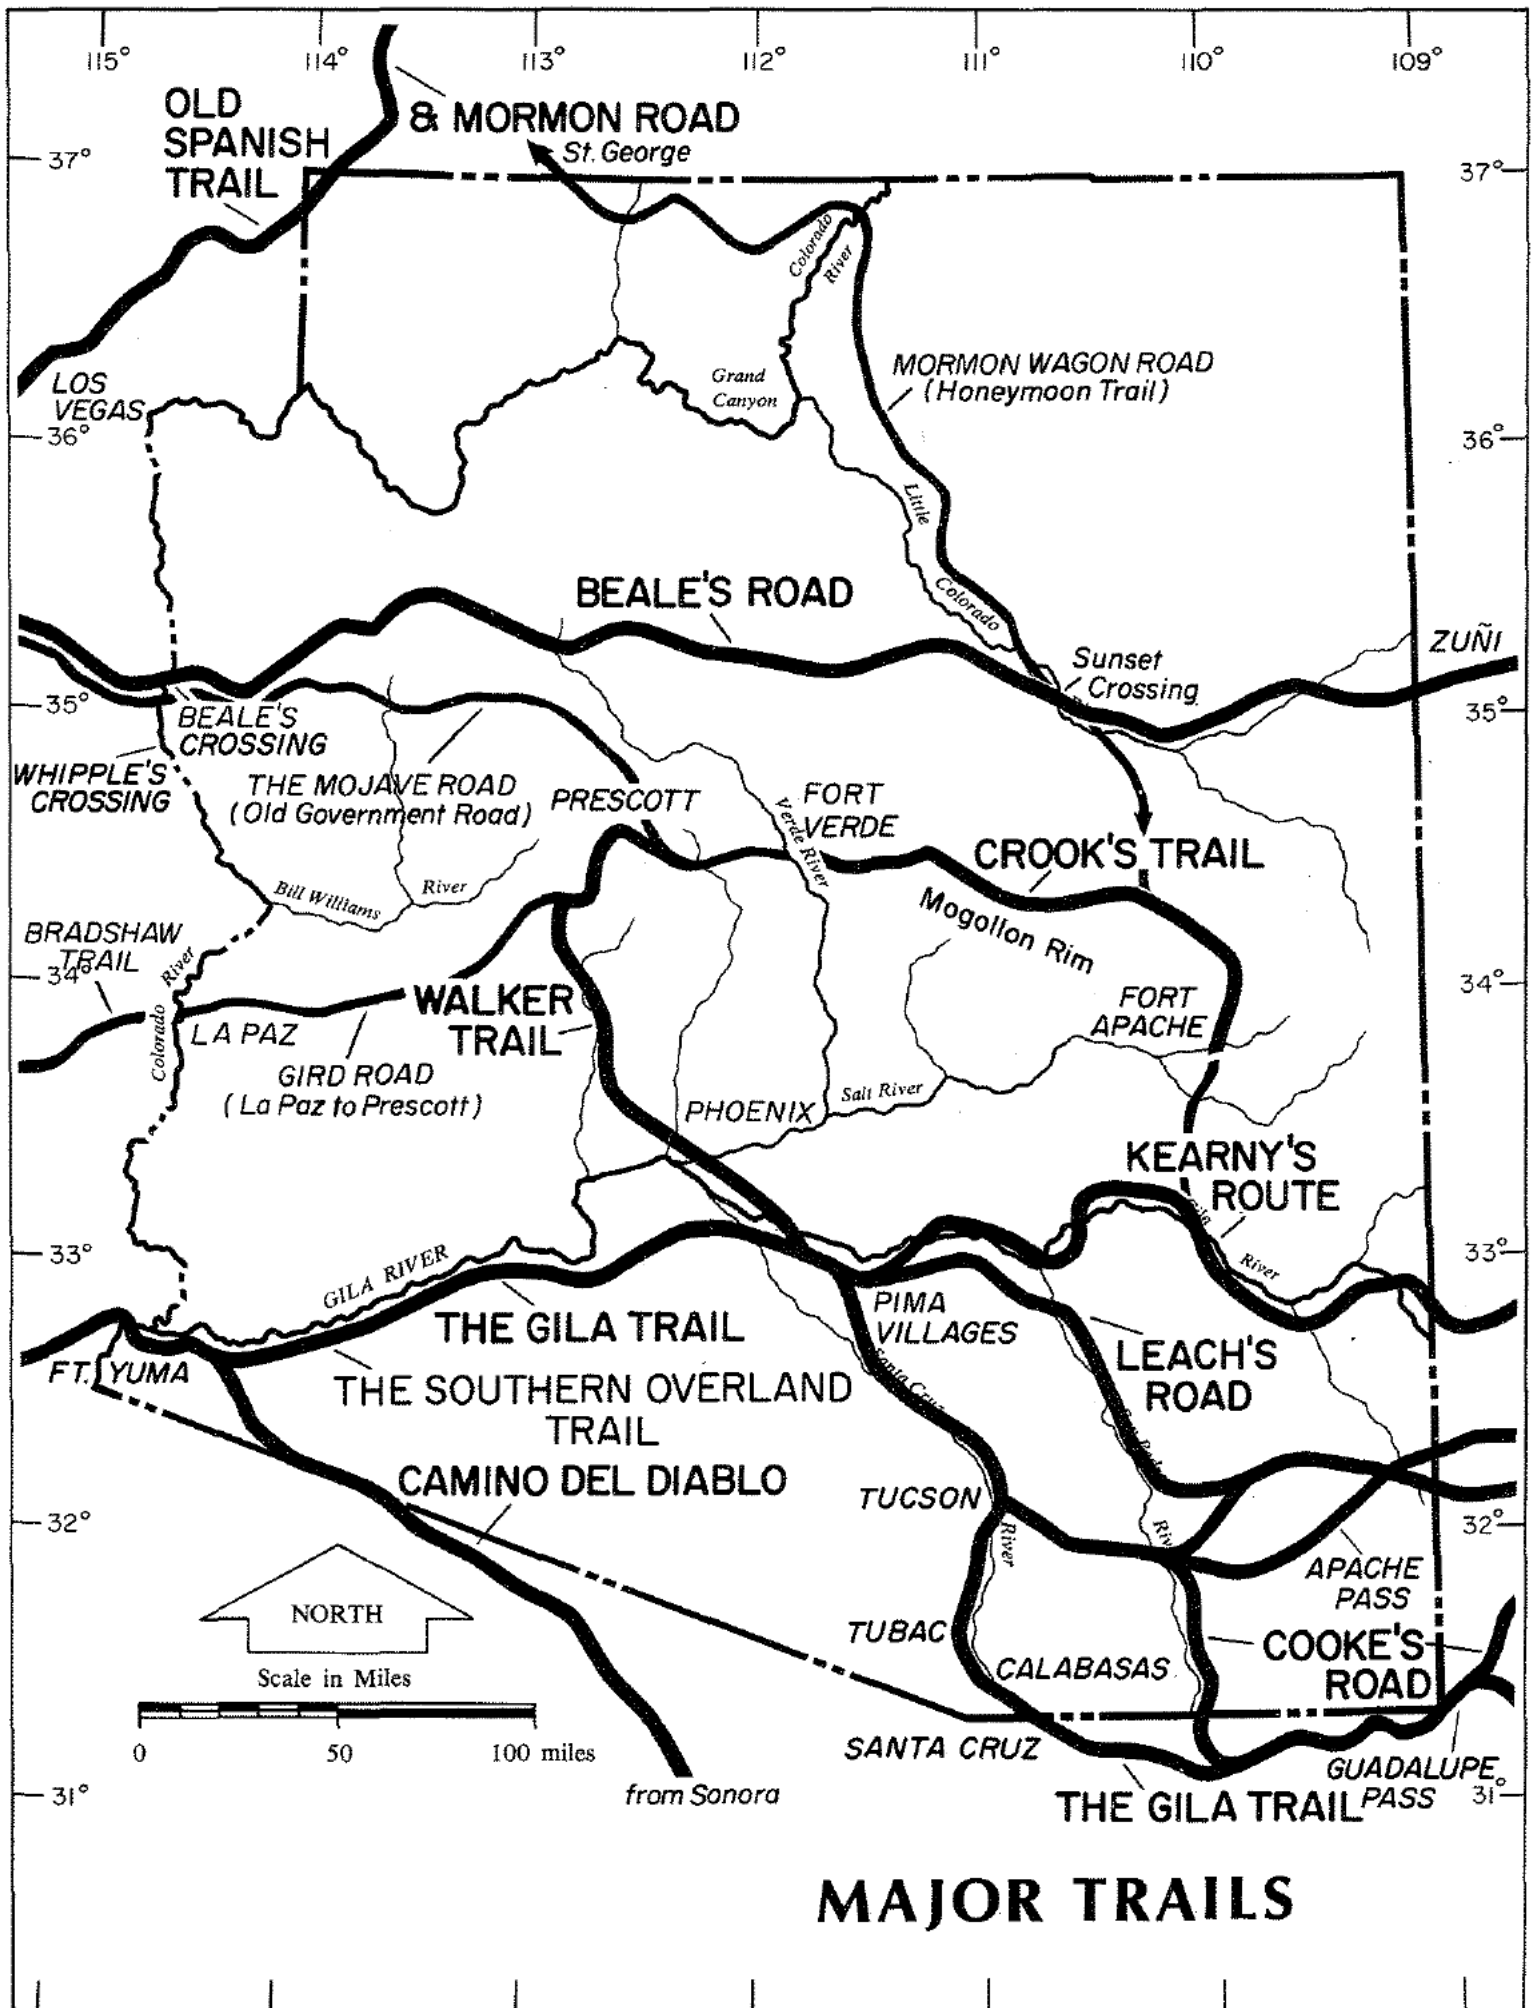 115° 114° 113° 112° 111° 110° 109°
OLD
SPANISH
TRAIL
& MORMON ROAD
St. George
37°
37°
Colorado
River
MORMON WAGON ROAD
(Honeymoon Trail)
LOS
VEGAS
Grand
Canyon
36°
36°
Little
Colorado
BEALE'S ROAD
ZUÑI
Sunset
Crossing
35°
35°
BEALE'S
CROSSING
WHIPPLE'S
CROSSING
THE MOJAVE ROAD
(Old Government Road)
PRESCOTT
FORT
VERDE
Verde River
CROOK'S TRAIL
Bill Williams
River
Mogollon Rim
BRADSHAW
TRAIL
34°
34°
Colorado
River
WALKER
TRAIL
FORT
APACHE
LA PAZ
GIRD ROAD
(La Paz to Prescott)
PHOENIX
Salt River
KEARNY'S
ROUTE
Gila
River
33°
33°
GILA RIVER
THE GILA TRAIL
PIMA
VILLAGES
LEACH'S
ROAD
FT. YUMA
THE SOUTHERN OVERLAND
TRAIL
Santa Cruz
River
CAMINO DEL DIABLO
TUCSON
32°
32°
APACHE
PASS
NORTH
TUBAC
COOKE'S
ROAD
CALABASAS
Scale in Miles
0 50 100 miles
SANTA CRUZ
from Sonora
GUADALUPE
PASS
31°
31°
THE GILA TRAIL
MAJOR TRAILS